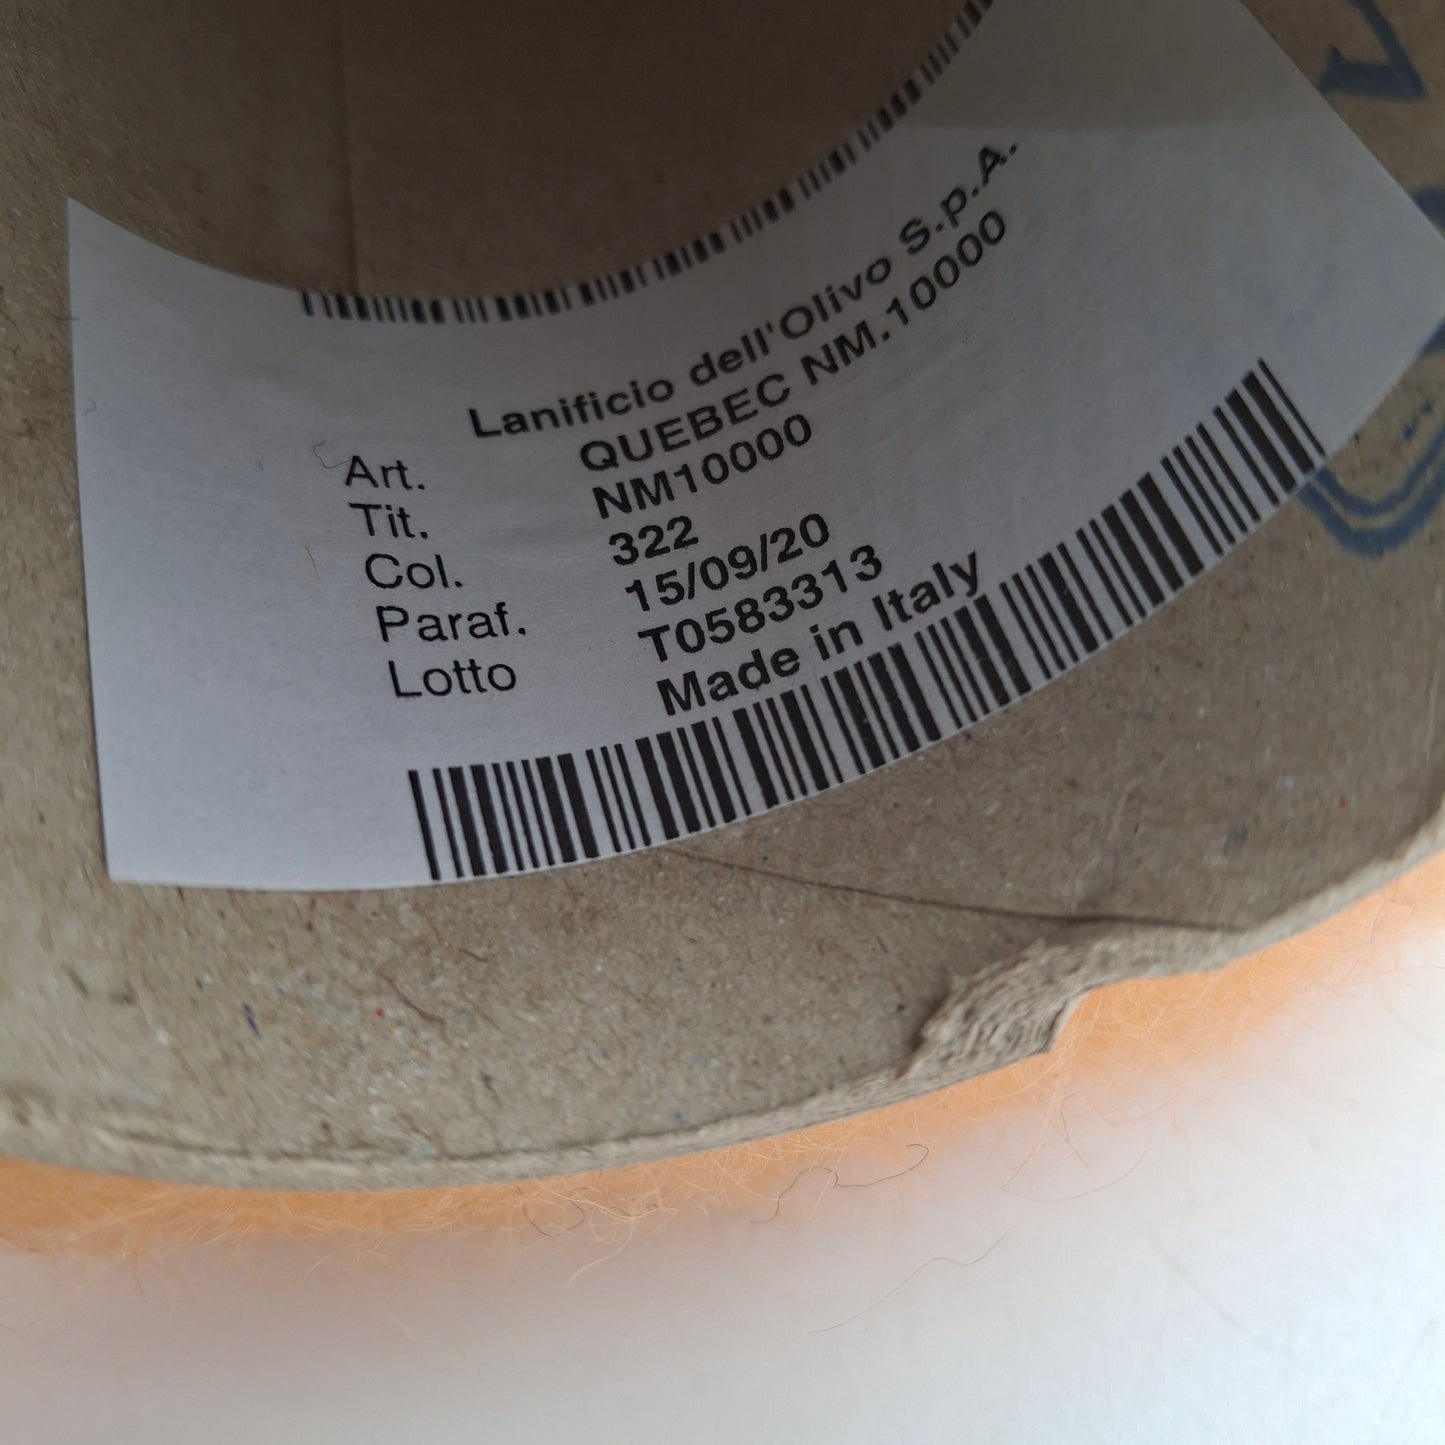 Lanificio dell'Olivo S.p.A.
Art. QUEBEC NM.10000
Tit. NM10000
Col. 322
Paraf. 15/09/20
Lotto T0583313
Made in Italy